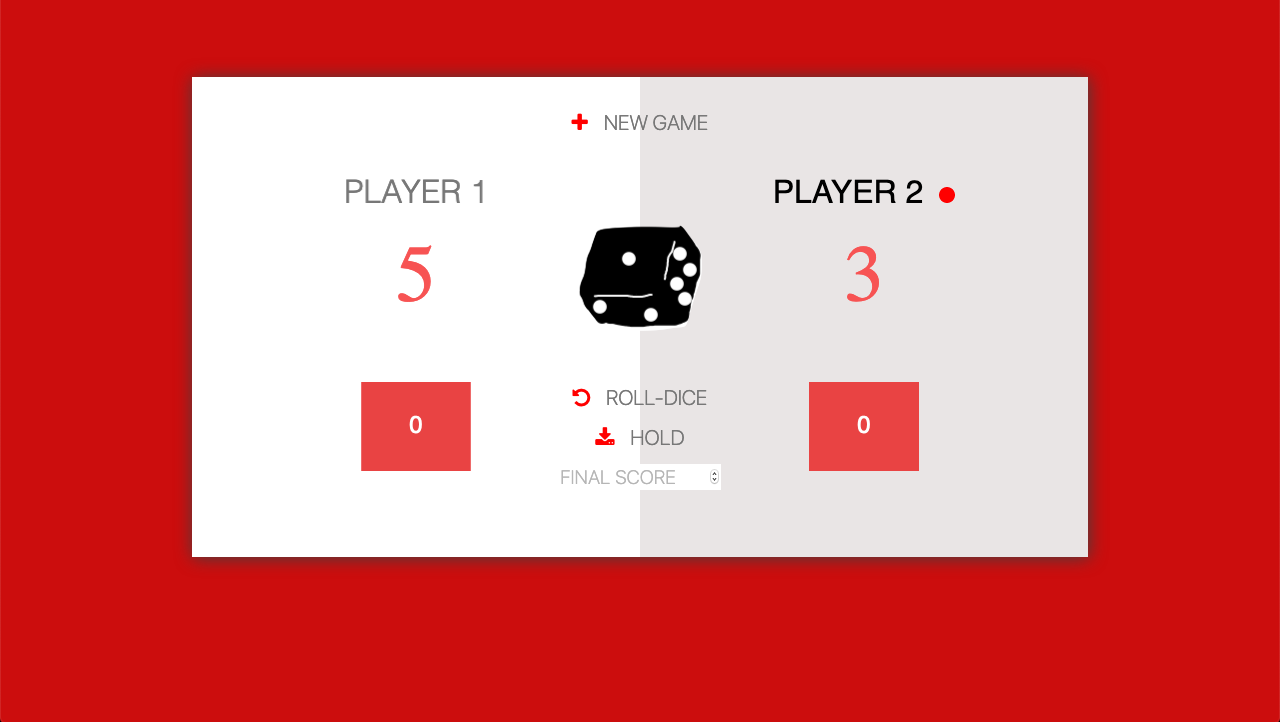 NEW GAME
PLAYER 1
PLAYER 2
5
3
ROLL-DICE
HOLD
0
0
FINAL SCORE